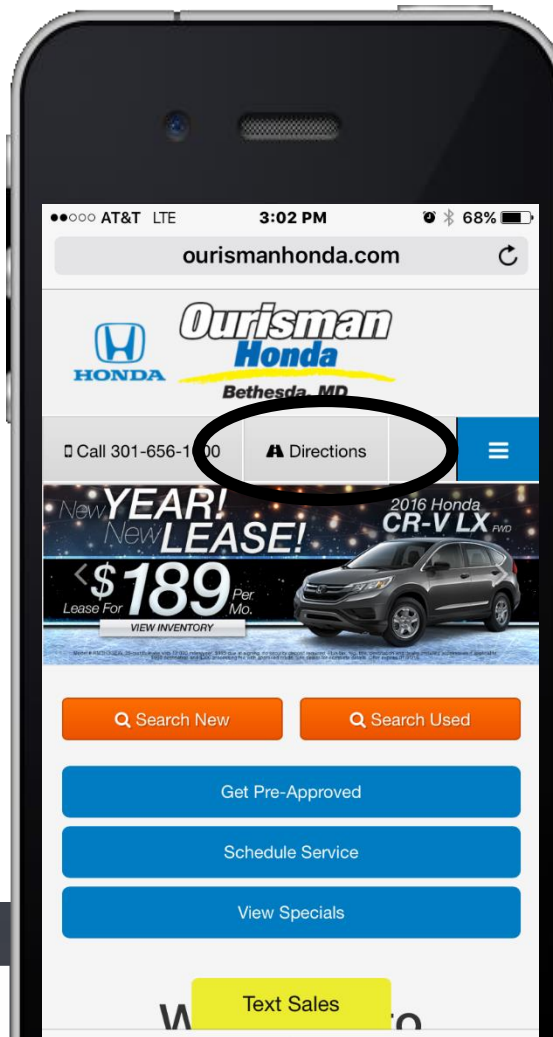 AT&T LTE 3:02 PM 68%
ourismanhonda.com
HONDA
Ourisman
Honda
Bethesda, MD
Call 301-656-1 00 Directions
New YEAR!
New LEASE!
2016 Honda
CR-V LX FWD
Lease For $189 Per Mo.
VIEW INVENTORY
Search New Search Used
Get Pre-Approved
Schedule Service
View Specials
Text Sales